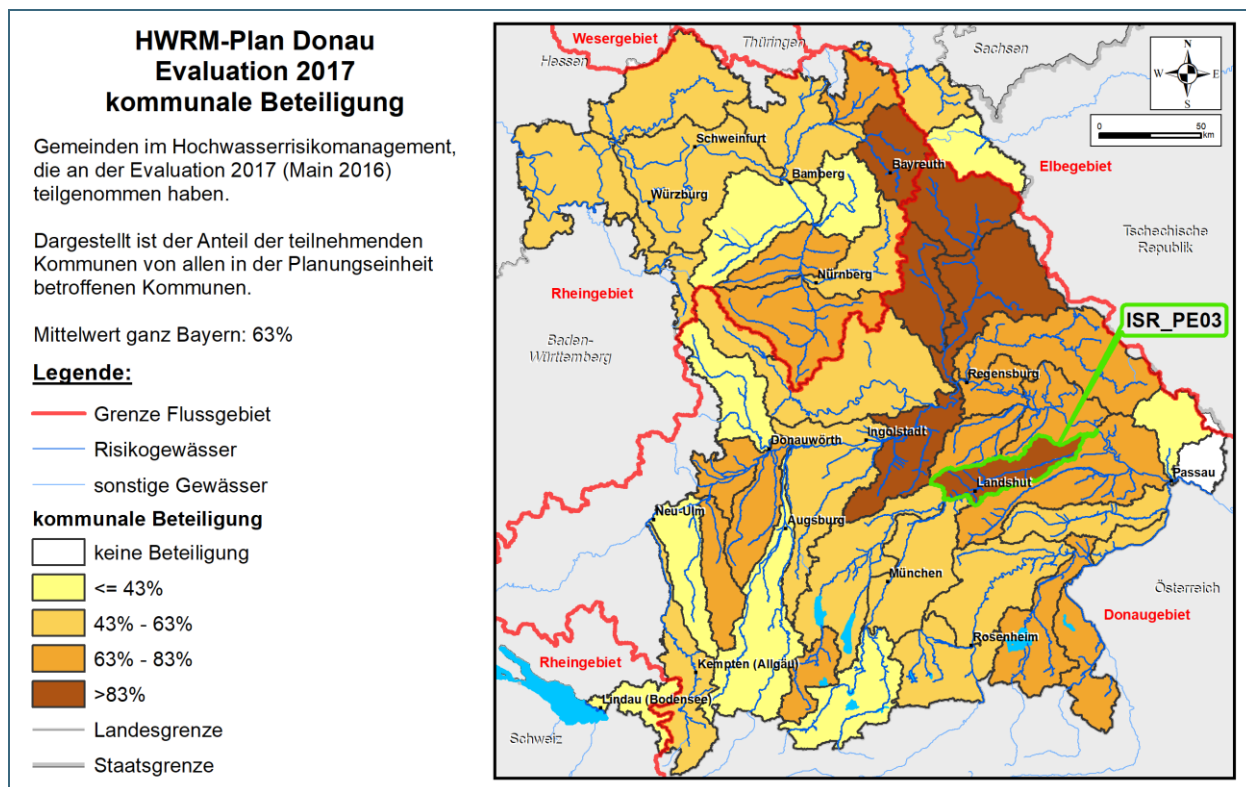 HWRM-Plan Donau
Evaluation 2017
kommunale Beteiligung
Gemeinden im Hochwasserrisikomanagement,
die an der Evaluation 2017 (Main 2016)
teilgenommen haben.
Dargestellt ist der Anteil der teilnehmenden
Kommunen von allen in der Planungseinheit
betroffenen Kommunen.
Mittelwert ganz Bayern: 63%
Legende:
Grenze Flussgebiet
Risikogewässer
sonstige Gewässer
kommunale Beteiligung
keine Beteiligung
<= 43%
43% - 63%
63% - 83%
>83%
Landesgrenze
Staatsgrenze
Wesergebiet
Thüringen
Sachsen
Hessen
N
W E
S
0 50
km
Schweinfurt
Elbegebiet
Bayreuth
Bamberg
Würzburg
Tschechische
Republik
Nürnberg
Rheingebiet
ISR_PE03
Baden-
Württemberg
Regensburg
Ingolstadt
Donauwörth
Passau
Landshut
Neu-Ulm
Augsburg
München
Österreich
Donaugebiet
Rosenheim
Rheingebiet
Kempten (Allgäu)
Lindau (Bodensee)
Schweiz